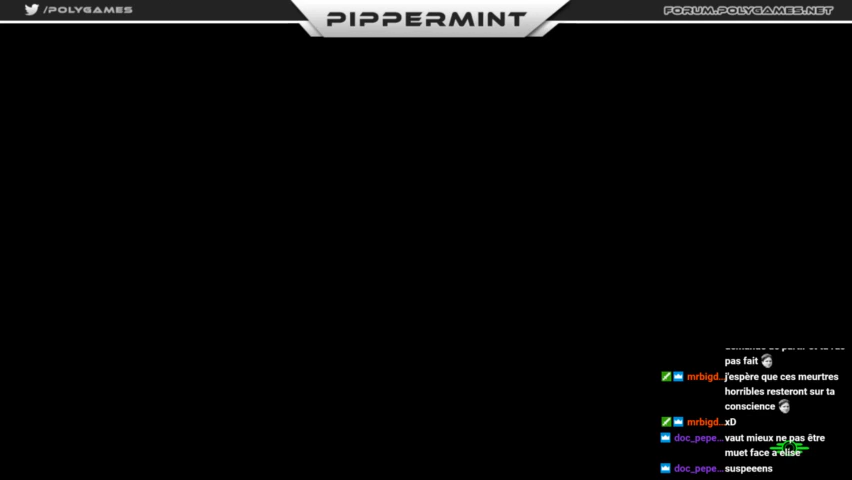 /POLYGAMES
PIPPERMINT
FORUM.POLYGAMES.NET
pas fait
mrbigd... j'espère que ces meurtres
horribles resteront sur ta
conscience
mrbigd... xD
doc_pepe... vaut mieux ne pas être
muet face a élise
doc_pepe... suspeeens